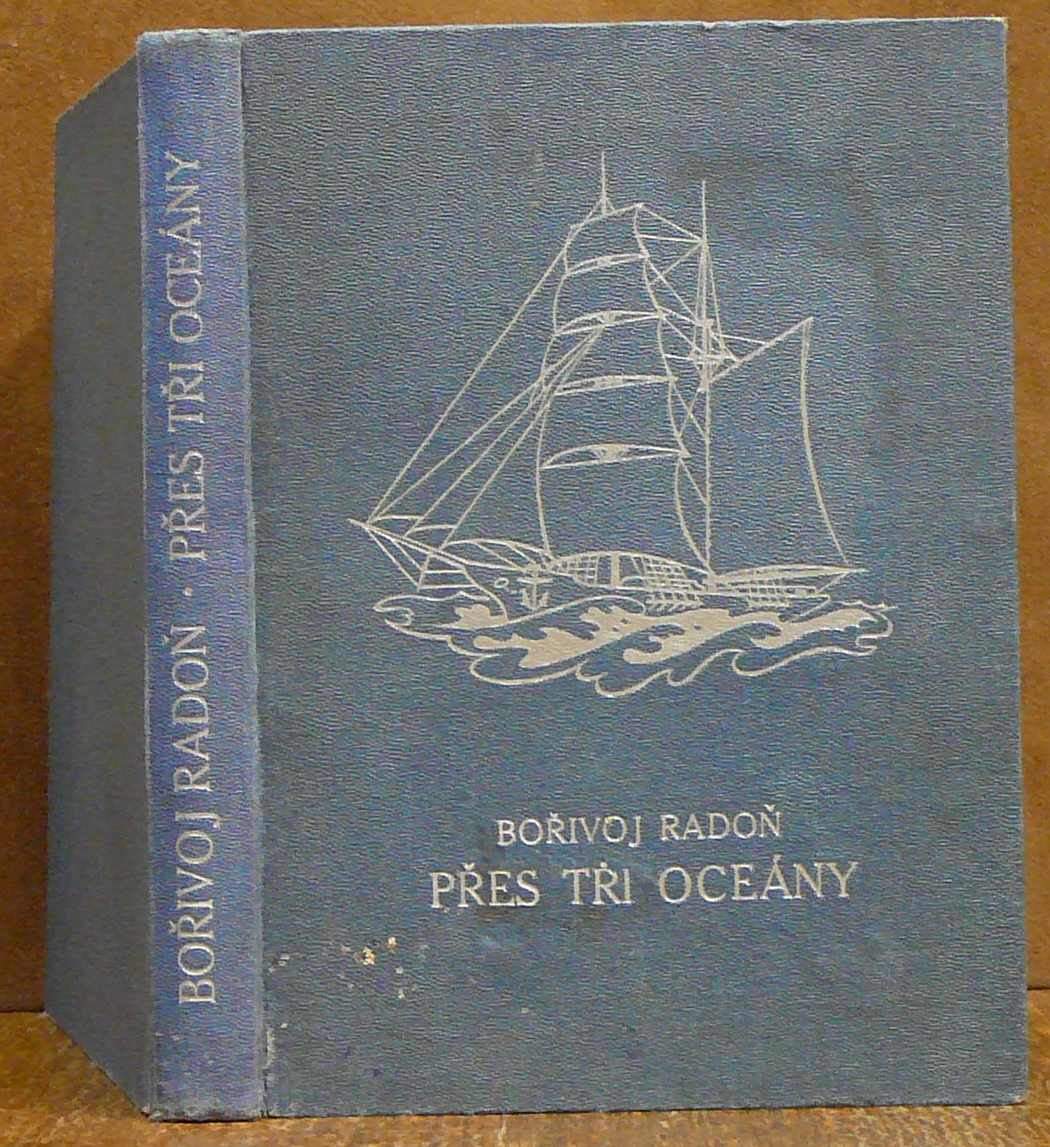 BOŘIVOJ RADOŇ · PŘES TŘI OCEÁNY
BOŘIVOJ RADOŇ
PŘES TŘI OCEÁNY